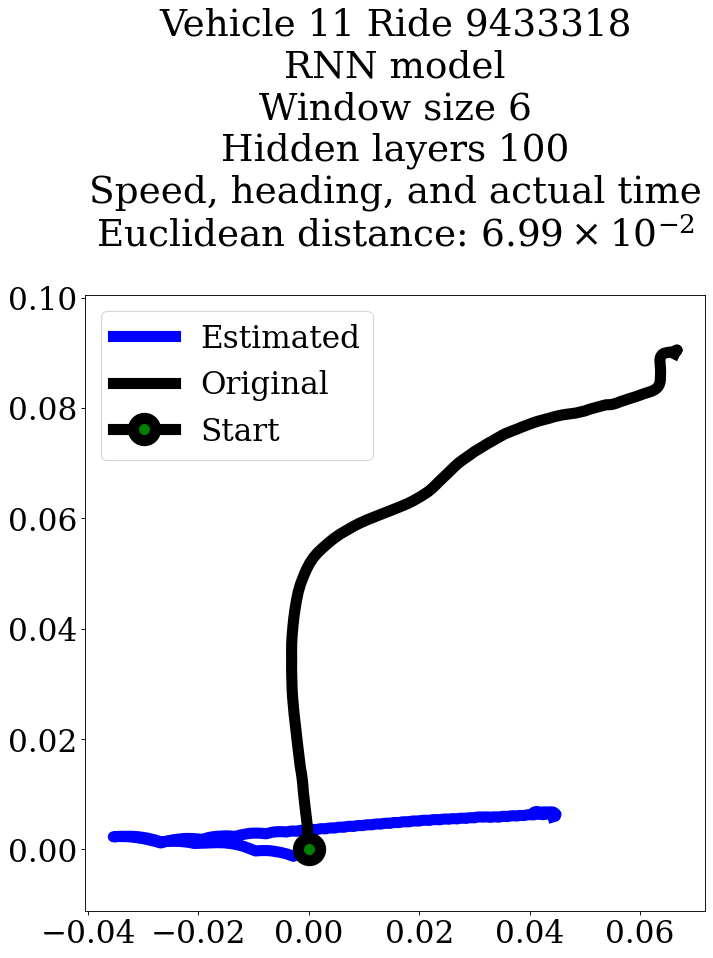 Vehicle 11 Ride 9433318
RNN model
Window size 6
Hidden layers 100
Speed, heading, and actual time
Euclidean distance: 6.99 × 10⁻²
Estimated
Original
Start
0.10
0.08
0.06
0.04
0.02
0.00
−0.04 −0.02 0.00 0.02 0.04 0.06